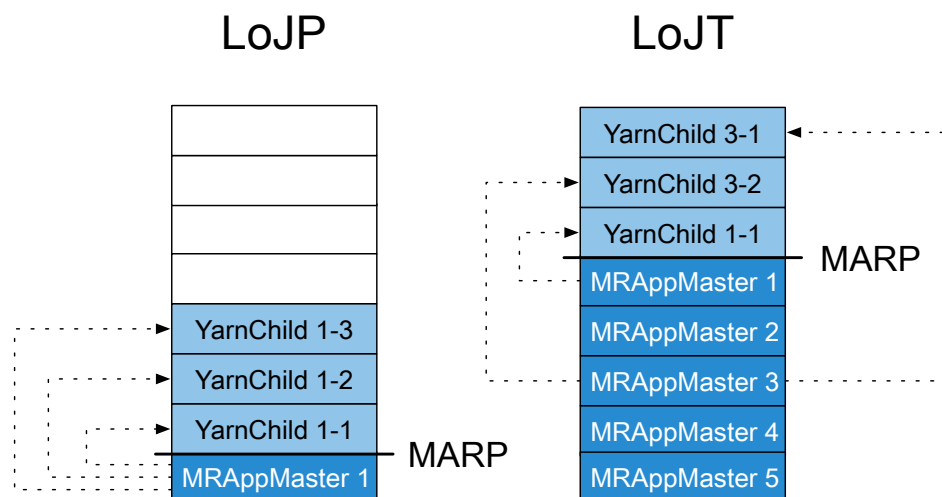 LoJP
YarnChild 1-3
YarnChild 1-2
YarnChild 1-1
MARP
MRAppMaster 1
LoJT
YarnChild 3-1
YarnChild 3-2
YarnChild 1-1
MARP
MRAppMaster 1
MRAppMaster 2
MRAppMaster 3
MRAppMaster 4
MRAppMaster 5